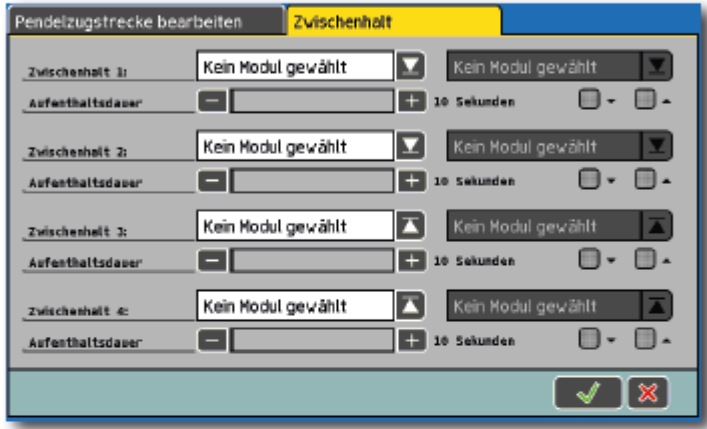 Pendelzugstrecke bearbeiten Zwischenhalt
Zwischenhalt 1: Kein Modul gewählt Kein Modul gewählt
Aufenthaltsdauer 10 Sekunden
Zwischenhalt 2: Kein Modul gewählt Kein Modul gewählt
Aufenthaltsdauer 10 Sekunden
Zwischenhalt 3: Kein Modul gewählt Kein Modul gewählt
Aufenthaltsdauer 10 Sekunden
Zwischenhalt 4: Kein Modul gewählt Kein Modul gewählt
Aufenthaltsdauer 10 Sekunden